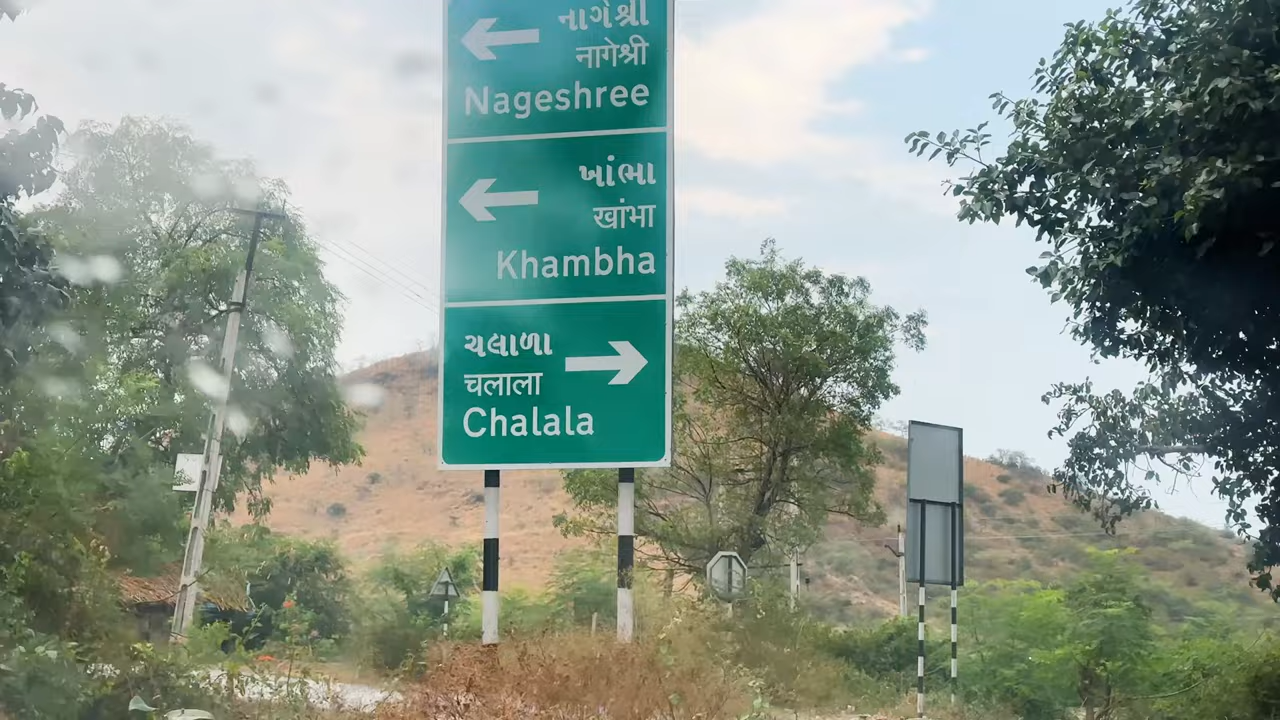 નાગેશ્રી
नागेश्री
Nageshree
ખાંભા
खांभा
Khambha
ચલાળા
चलाला
Chalala